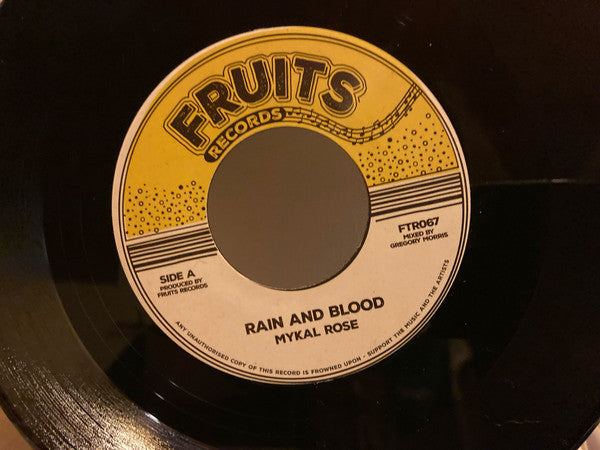 FRUITS
RECORDS
SIDE A
PRODUCED BY
FRUITS RECORDS
FTR067
MIXED BY
GREGORY MORRIS
RAIN AND BLOOD
MYKAL ROSE
ANY UNAUTHORISED COPY OF THIS RECORD IS FROWNED UPON - SUPPORT THE MUSIC AND THE ARTISTS